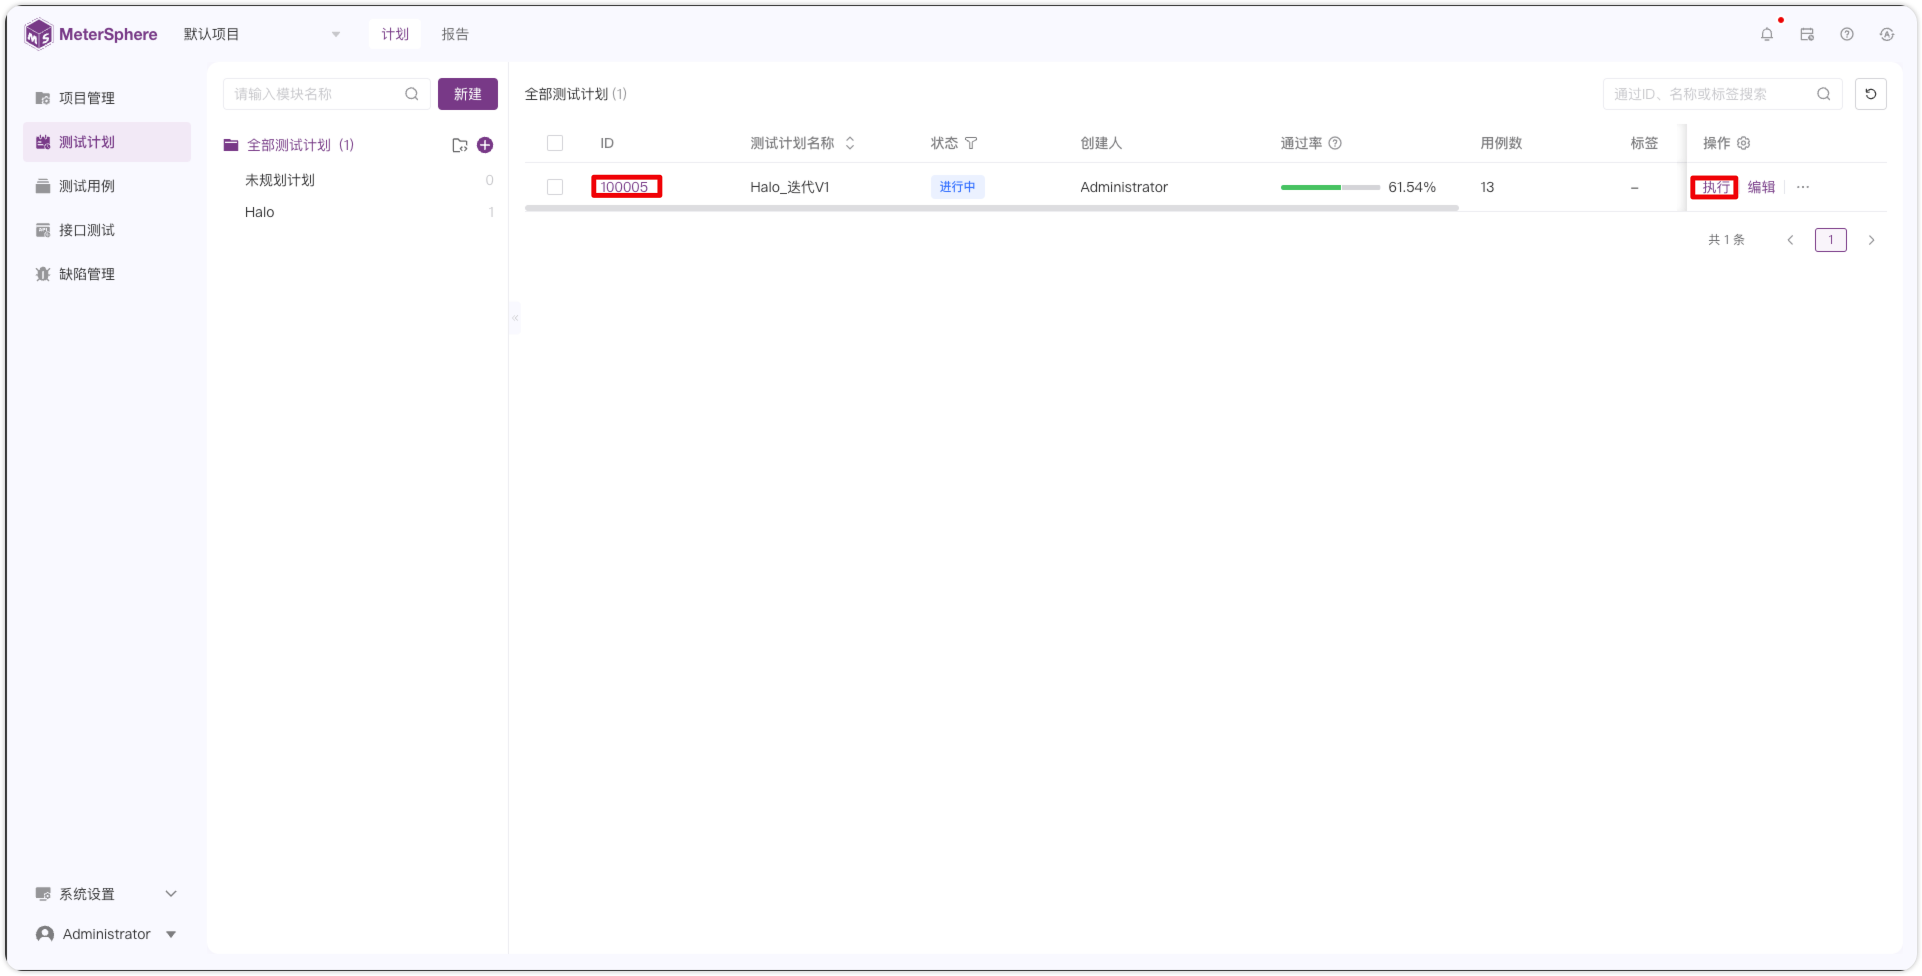 MeterSphere
默认项目
计划
报告
项目管理
测试计划
测试用例
接口测试
缺陷管理
系统设置
Administrator
请输入模块名称
新建
全部测试计划 (1)
未规划计划 0
Halo 1
全部测试计划 (1)
通过ID、名称或标签搜索
ID 测试计划名称 状态 创建人 通过率 用例数 标签 操作
100005 Halo_迭代V1 进行中 Administrator 61.54% 13 – 执行 编辑 ···
共 1 条 1